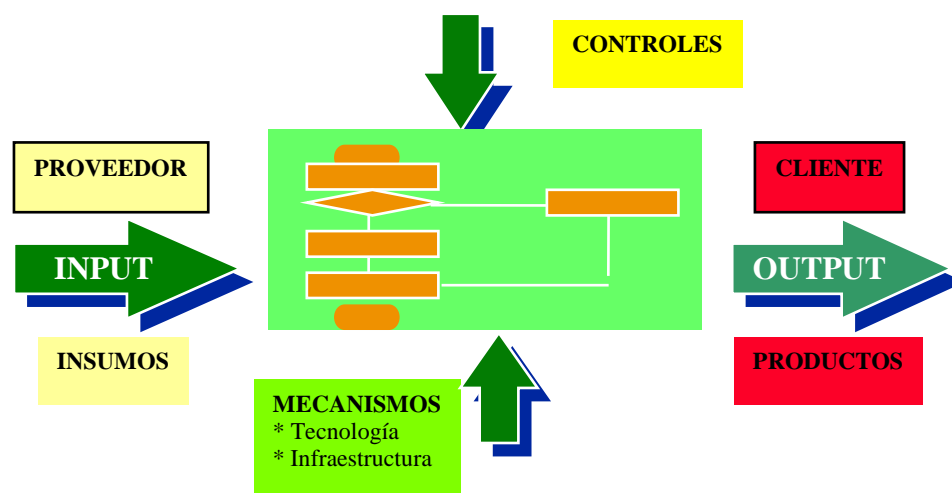 CONTROLES
PROVEEDOR
CLIENTE
INPUT
OUTPUT
INSUMOS
PRODUCTOS
MECANISMOS
* Tecnología
* Infraestructura